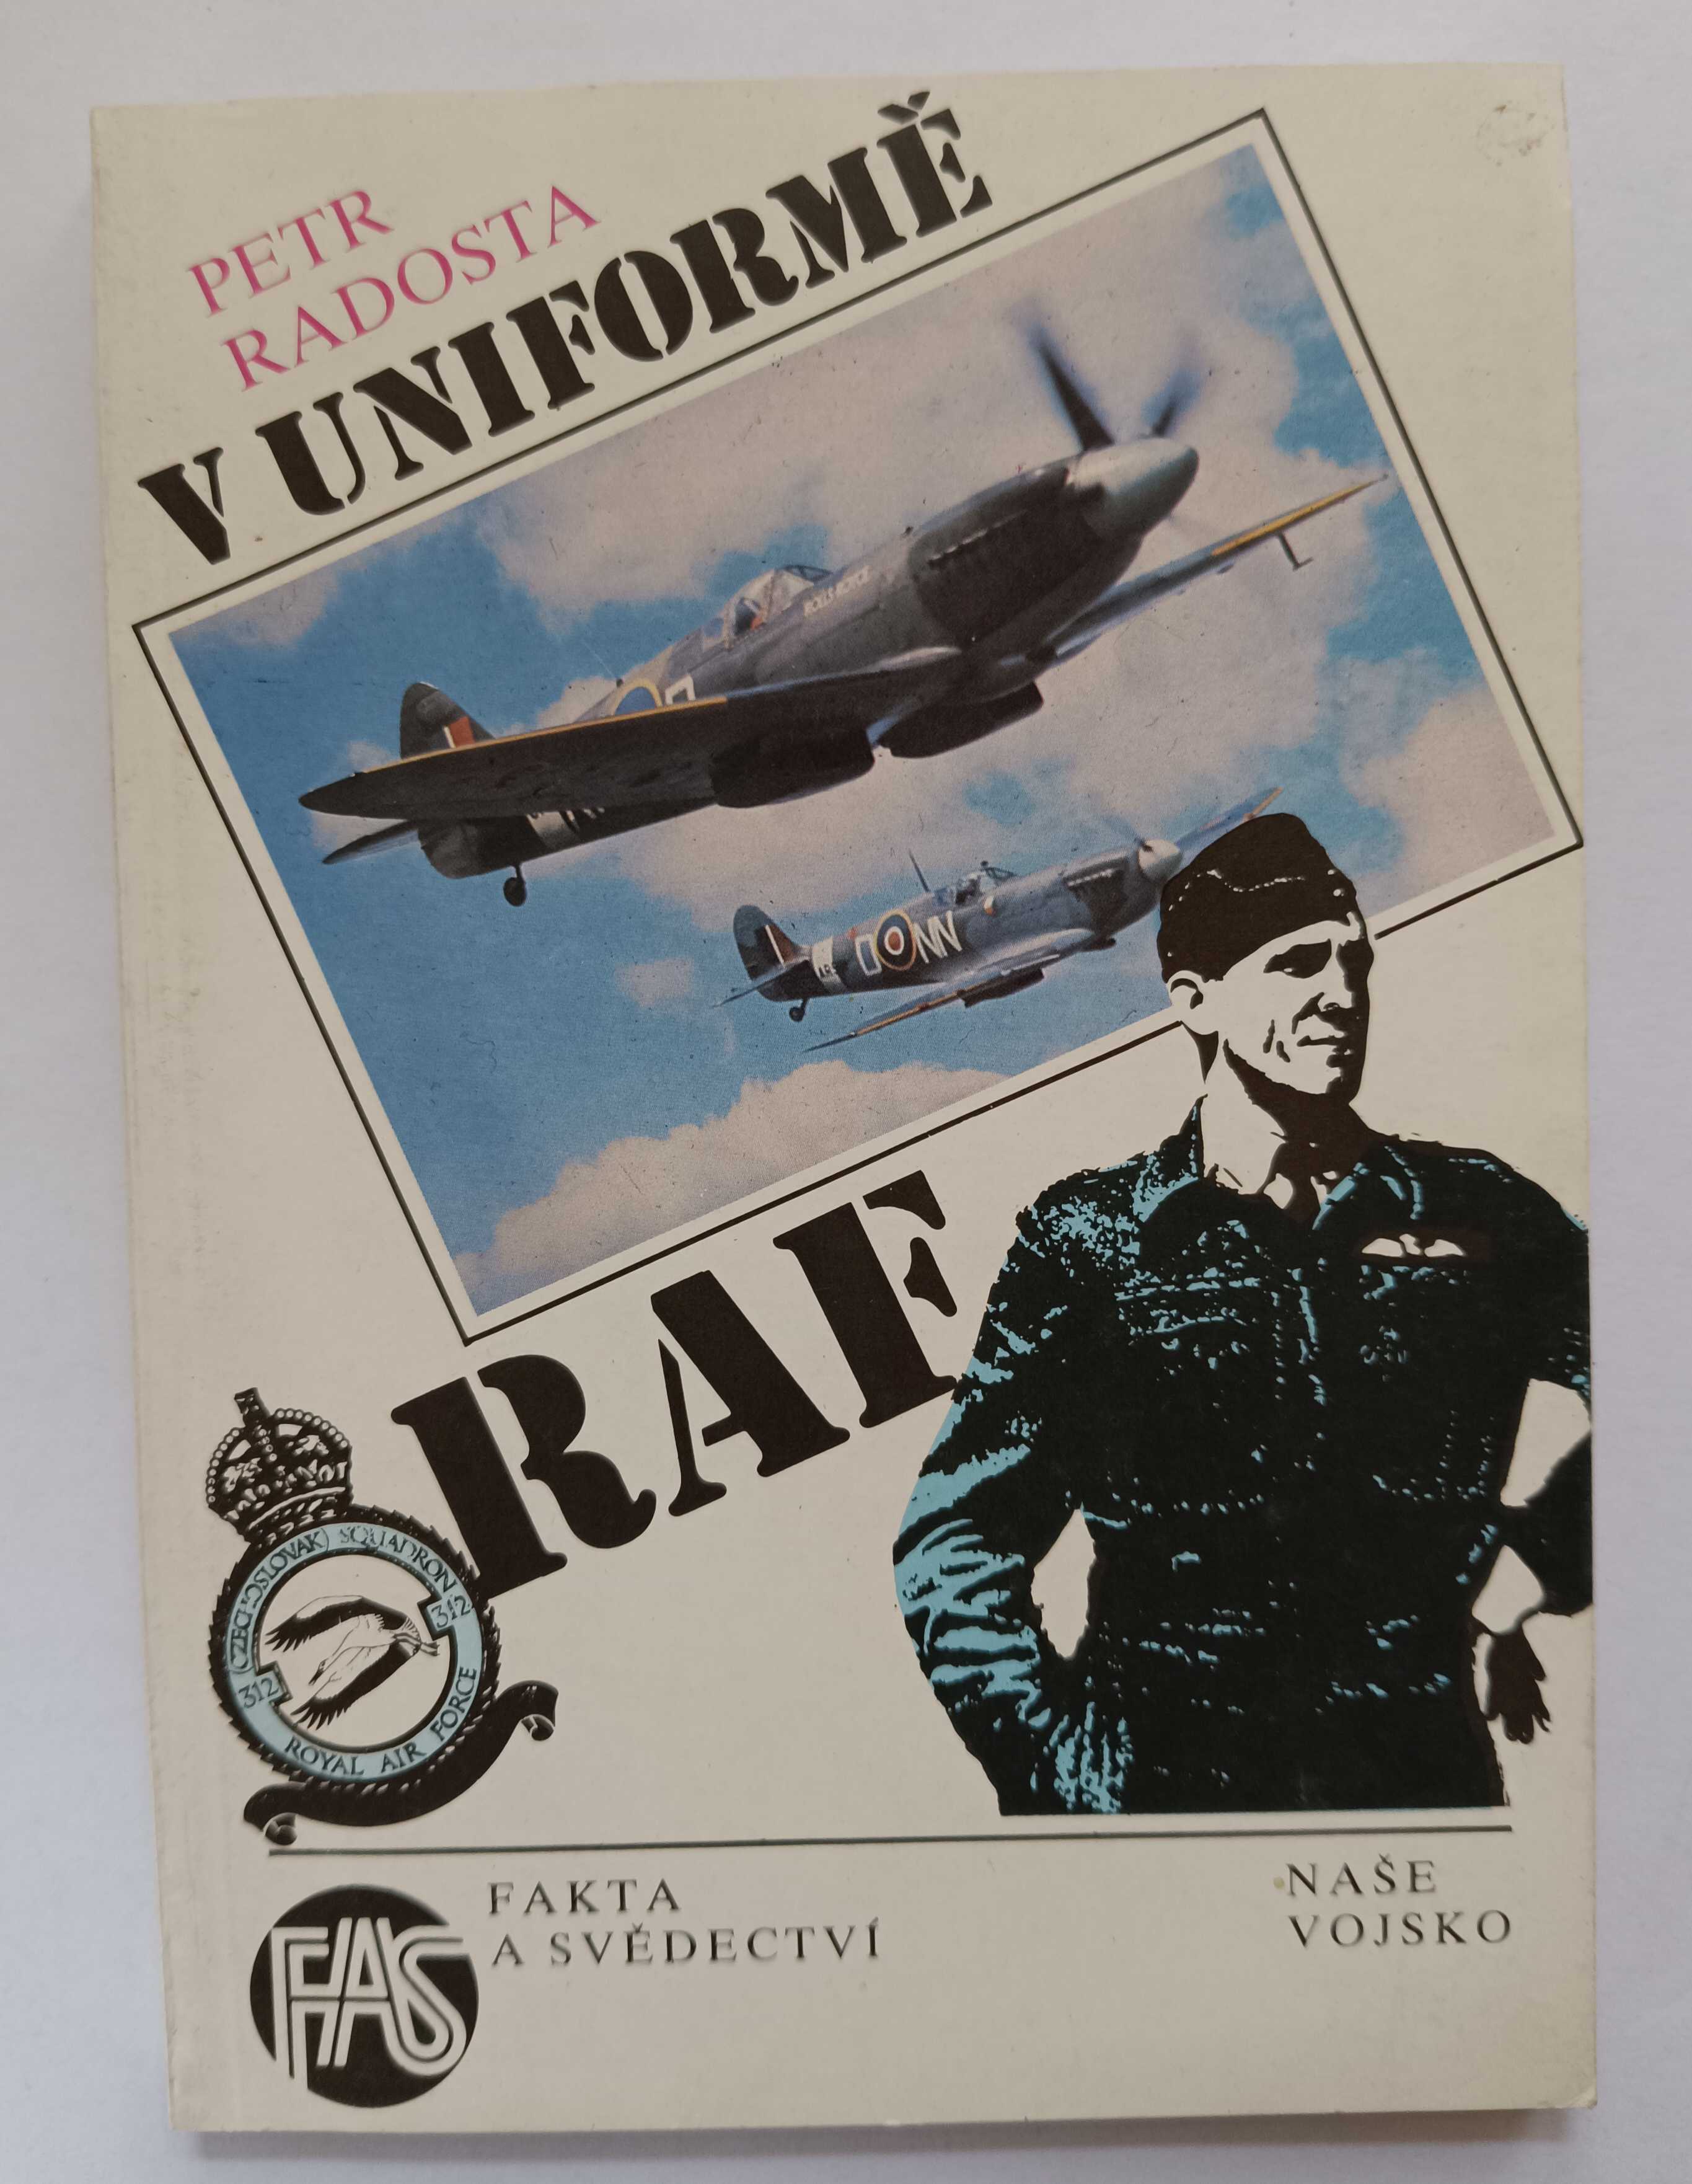 PETR
RADOSTA
V UNIFORMĚ
ROLLS-ROYCE
NN
RAF
(CZECHOSLOVAK) SQUADRON
312
312
ROYAL AIR FORCE
FAS
FAKTA
A SVĚDECTVÍ
NAŠE
VOJSKO